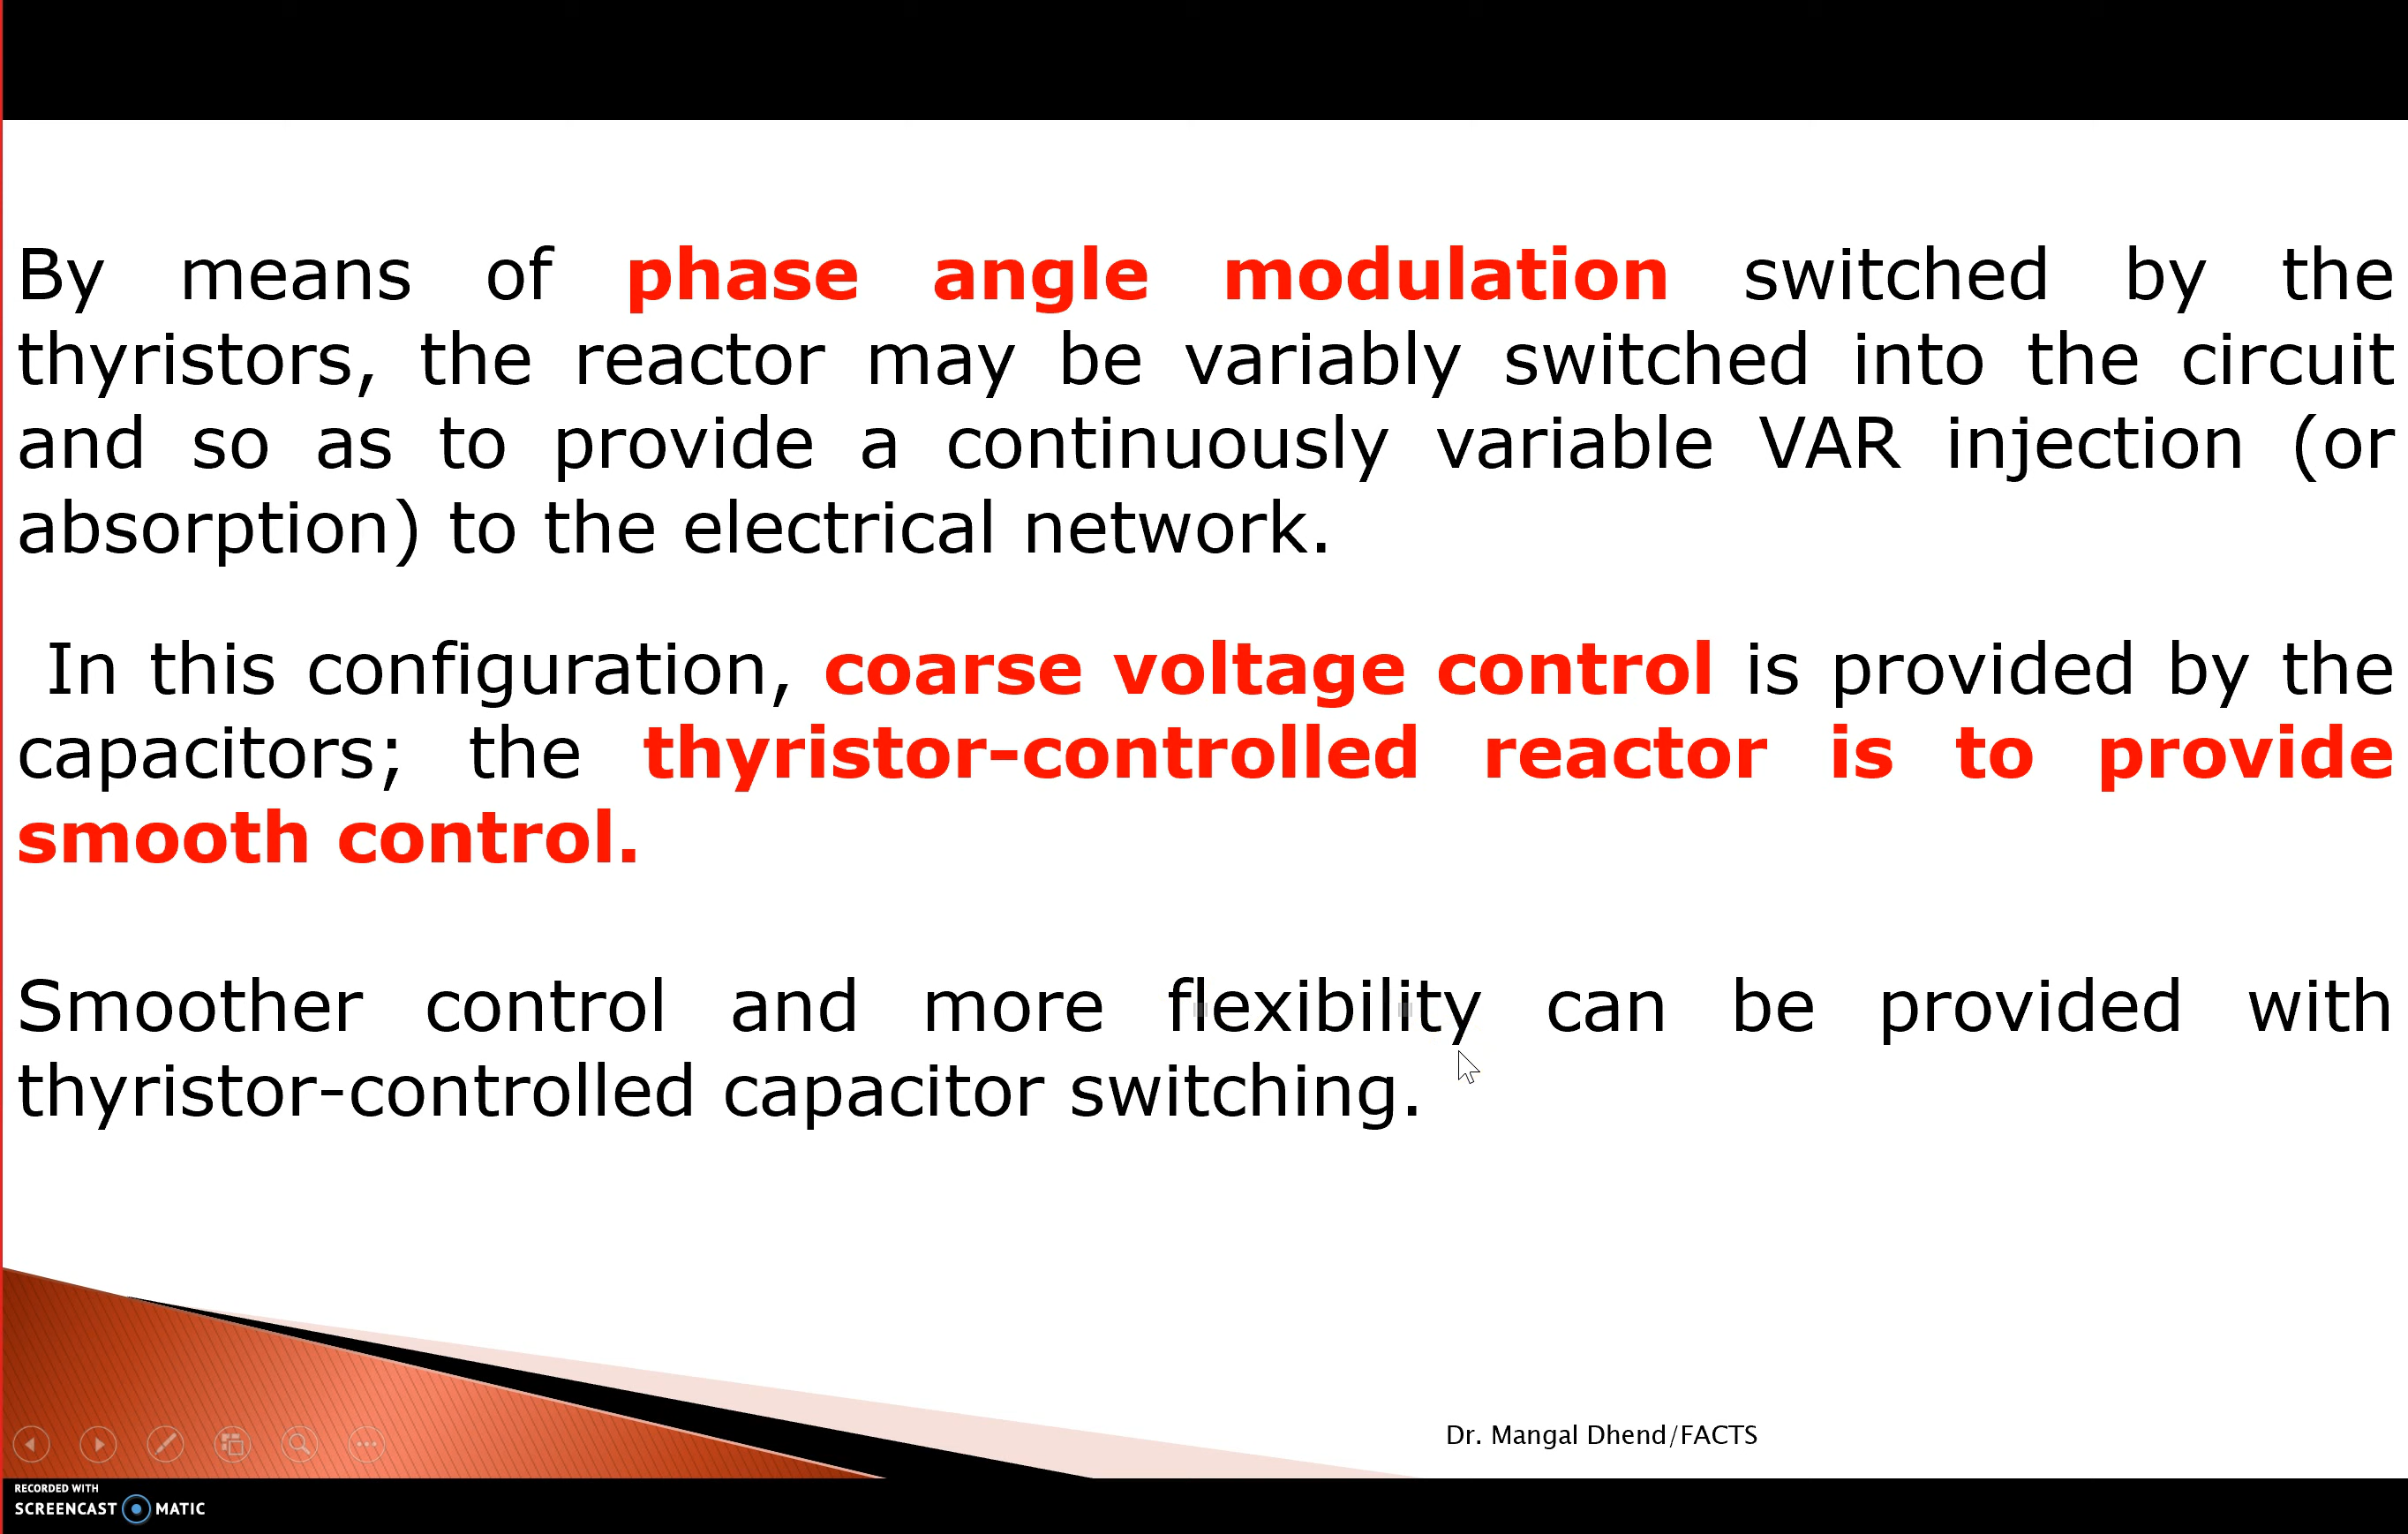 By means of phase angle modulation switched by the
thyristors, the reactor may be variably switched into the circuit
and so as to provide a continuously variable VAR injection (or
absorption) to the electrical network.
In this configuration, coarse voltage control is provided by the
capacitors; the thyristor-controlled reactor is to provide
smooth control.
Smoother control and more flexibility can be provided with
thyristor-controlled capacitor switching.
Dr. Mangal Dhend/FACTS
RECORDED WITH
SCREENCAST MATIC